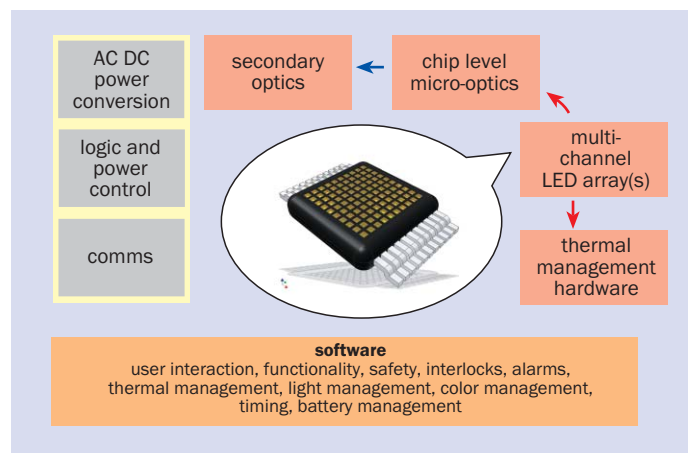 AC DC
power
conversion
logic and
power
control
comms
secondary
optics
chip level
micro-optics
multi-
channel
LED array(s)
thermal
management
hardware
software
user interaction, functionality, safety, interlocks, alarms,
thermal management, light management, color management,
timing, battery management